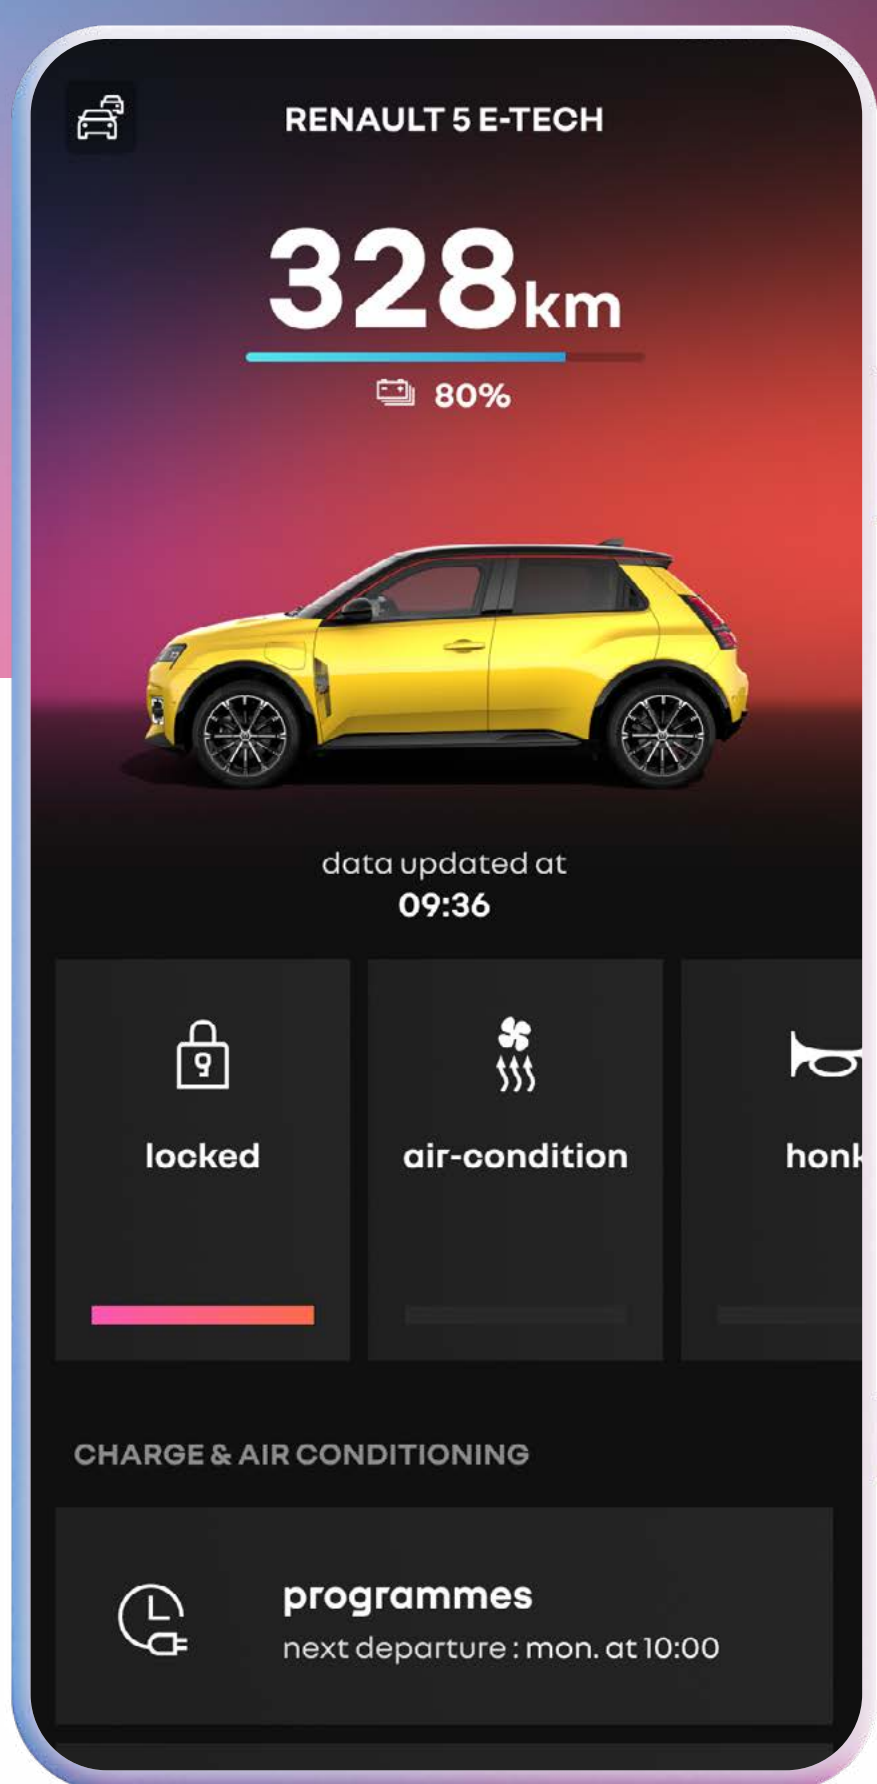 RENAULT 5 E-TECH
328km
80%
data updated at
09:36
locked
air-condition
honk
CHARGE & AIR CONDITIONING
programmes
next departure : mon. at 10:00